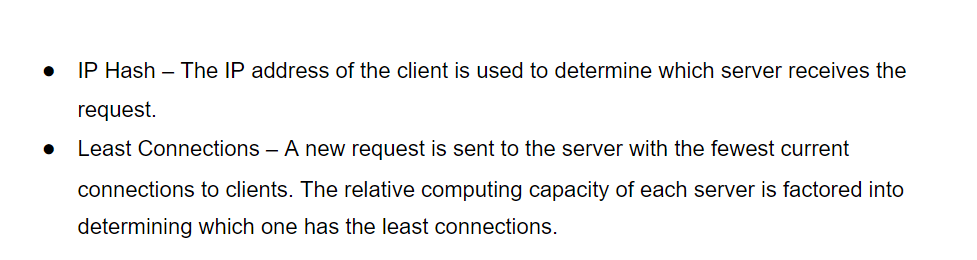 ● IP Hash – The IP address of the client is used to determine which server receives the
request.
● Least Connections – A new request is sent to the server with the fewest current
connections to clients. The relative computing capacity of each server is factored into
determining which one has the least connections.